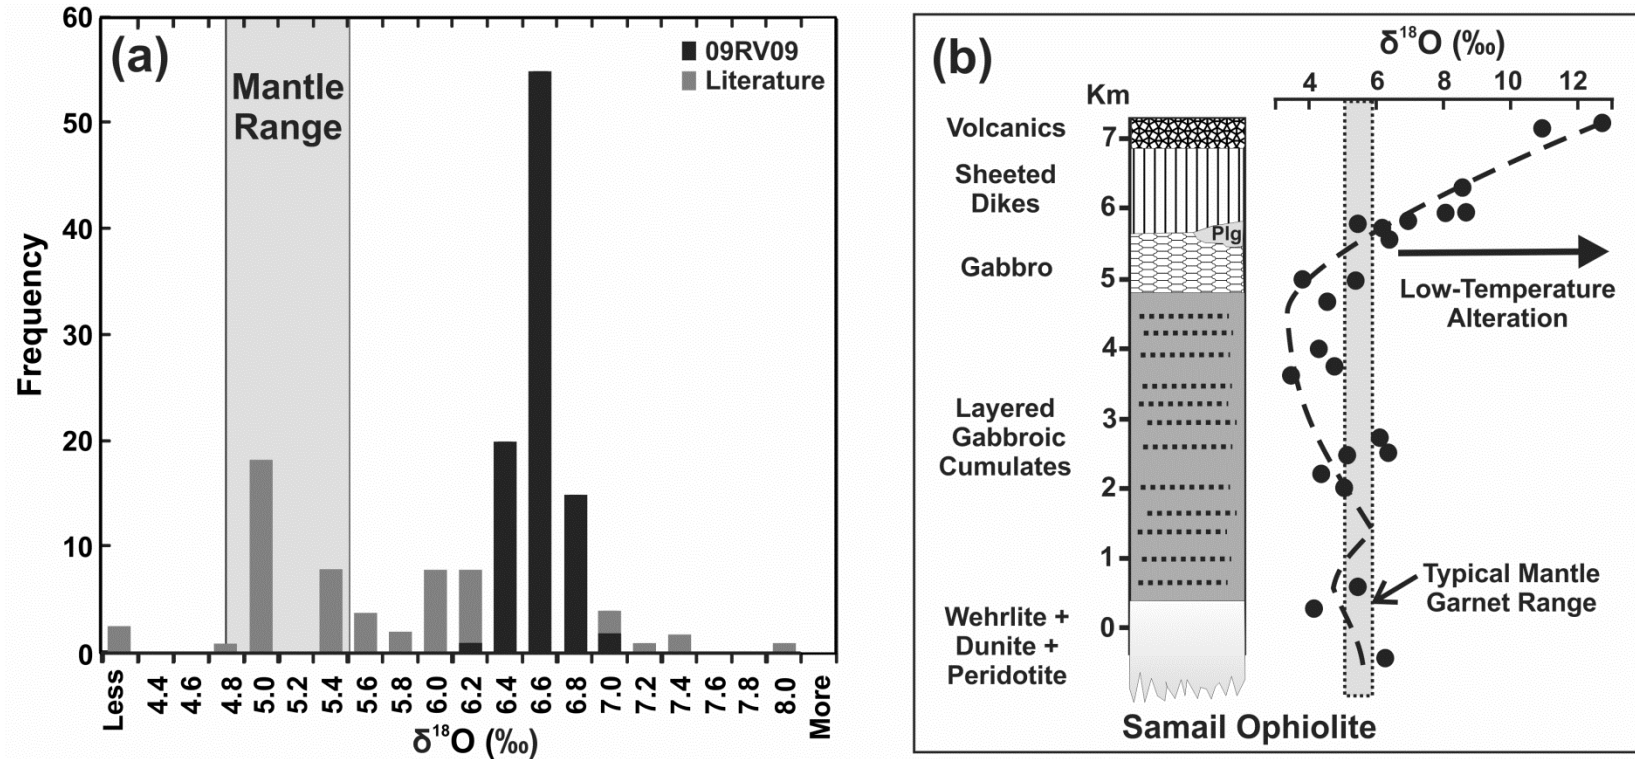 (a)
60
50
40
30
20
10
0
Frequency
Mantle
Range
09RV09
Literature
Less
4.4
4.6
4.8
5.0
5.2
5.4
5.6
5.8
6.0
6.2
6.4
6.6
6.8
7.0
7.2
7.4
7.6
7.8
8.0
More
δ¹⁸O (‰)
(b)
δ¹⁸O (‰)
4 6 8 10 12
Km
7
6
5
4
3
2
1
0
Volcanics
Sheeted
Dikes
Plg
Gabbro
Low-Temperature
Alteration
Layered
Gabbroic
Cumulates
Typical Mantle
Garnet Range
Wehrlite +
Dunite +
Peridotite
Samail Ophiolite